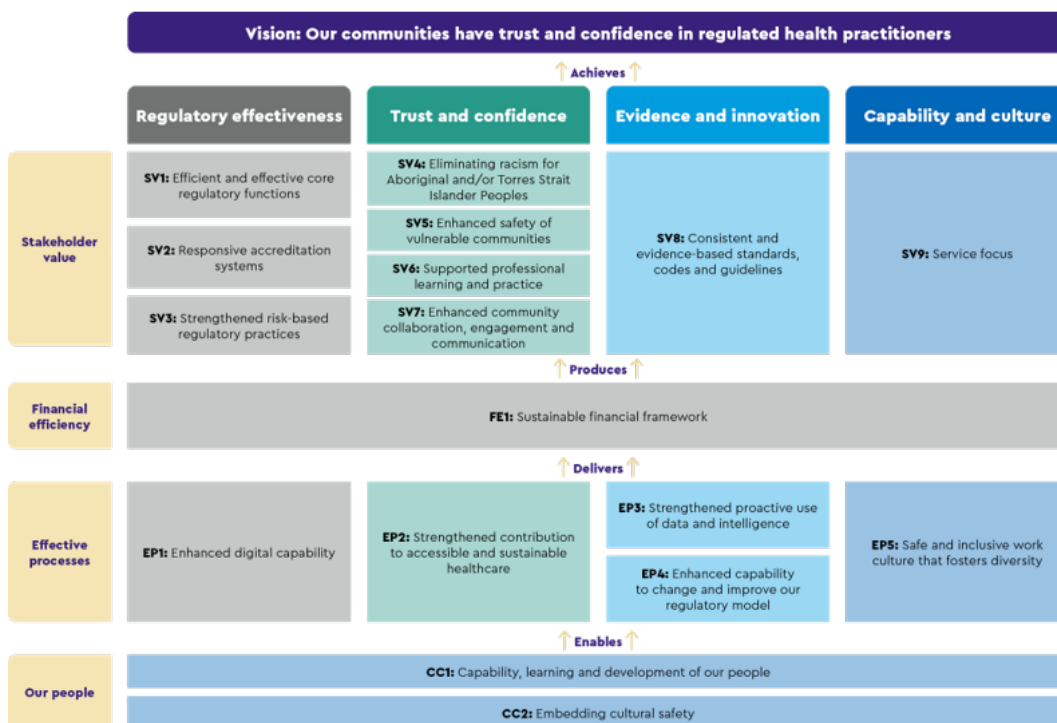 Vision: Our communities have trust and confidence in regulated health practitioners
Achieves
Regulatory effectiveness
Trust and confidence
Evidence and innovation
Capability and culture
Stakeholder
value
SV1: Efficient and effective core
regulatory functions
SV2: Responsive accreditation
systems
SV3: Strengthened risk-based
regulatory practices
SV4: Eliminating racism for
Aboriginal and/or Torres Strait
Islander Peoples
SV5: Enhanced safety of
vulnerable communities
SV6: Supported professional
learning and practice
SV7: Enhanced community
collaboration, engagement and
communication
SV8: Consistent and
evidence-based standards,
codes and guidelines
SV9: Service focus
Produces
Financial
efficiency
FE1: Sustainable financial framework
Delivers
Effective
processes
EP1: Enhanced digital capability
EP2: Strengthened contribution
to accessible and sustainable
healthcare
EP3: Strengthened proactive use
of data and intelligence
EP4: Enhanced capability
to change and improve our
regulatory model
EP5: Safe and inclusive work
culture that fosters diversity
Enables
Our people
CC1: Capability, learning and development of our people
CC2: Embedding cultural safety